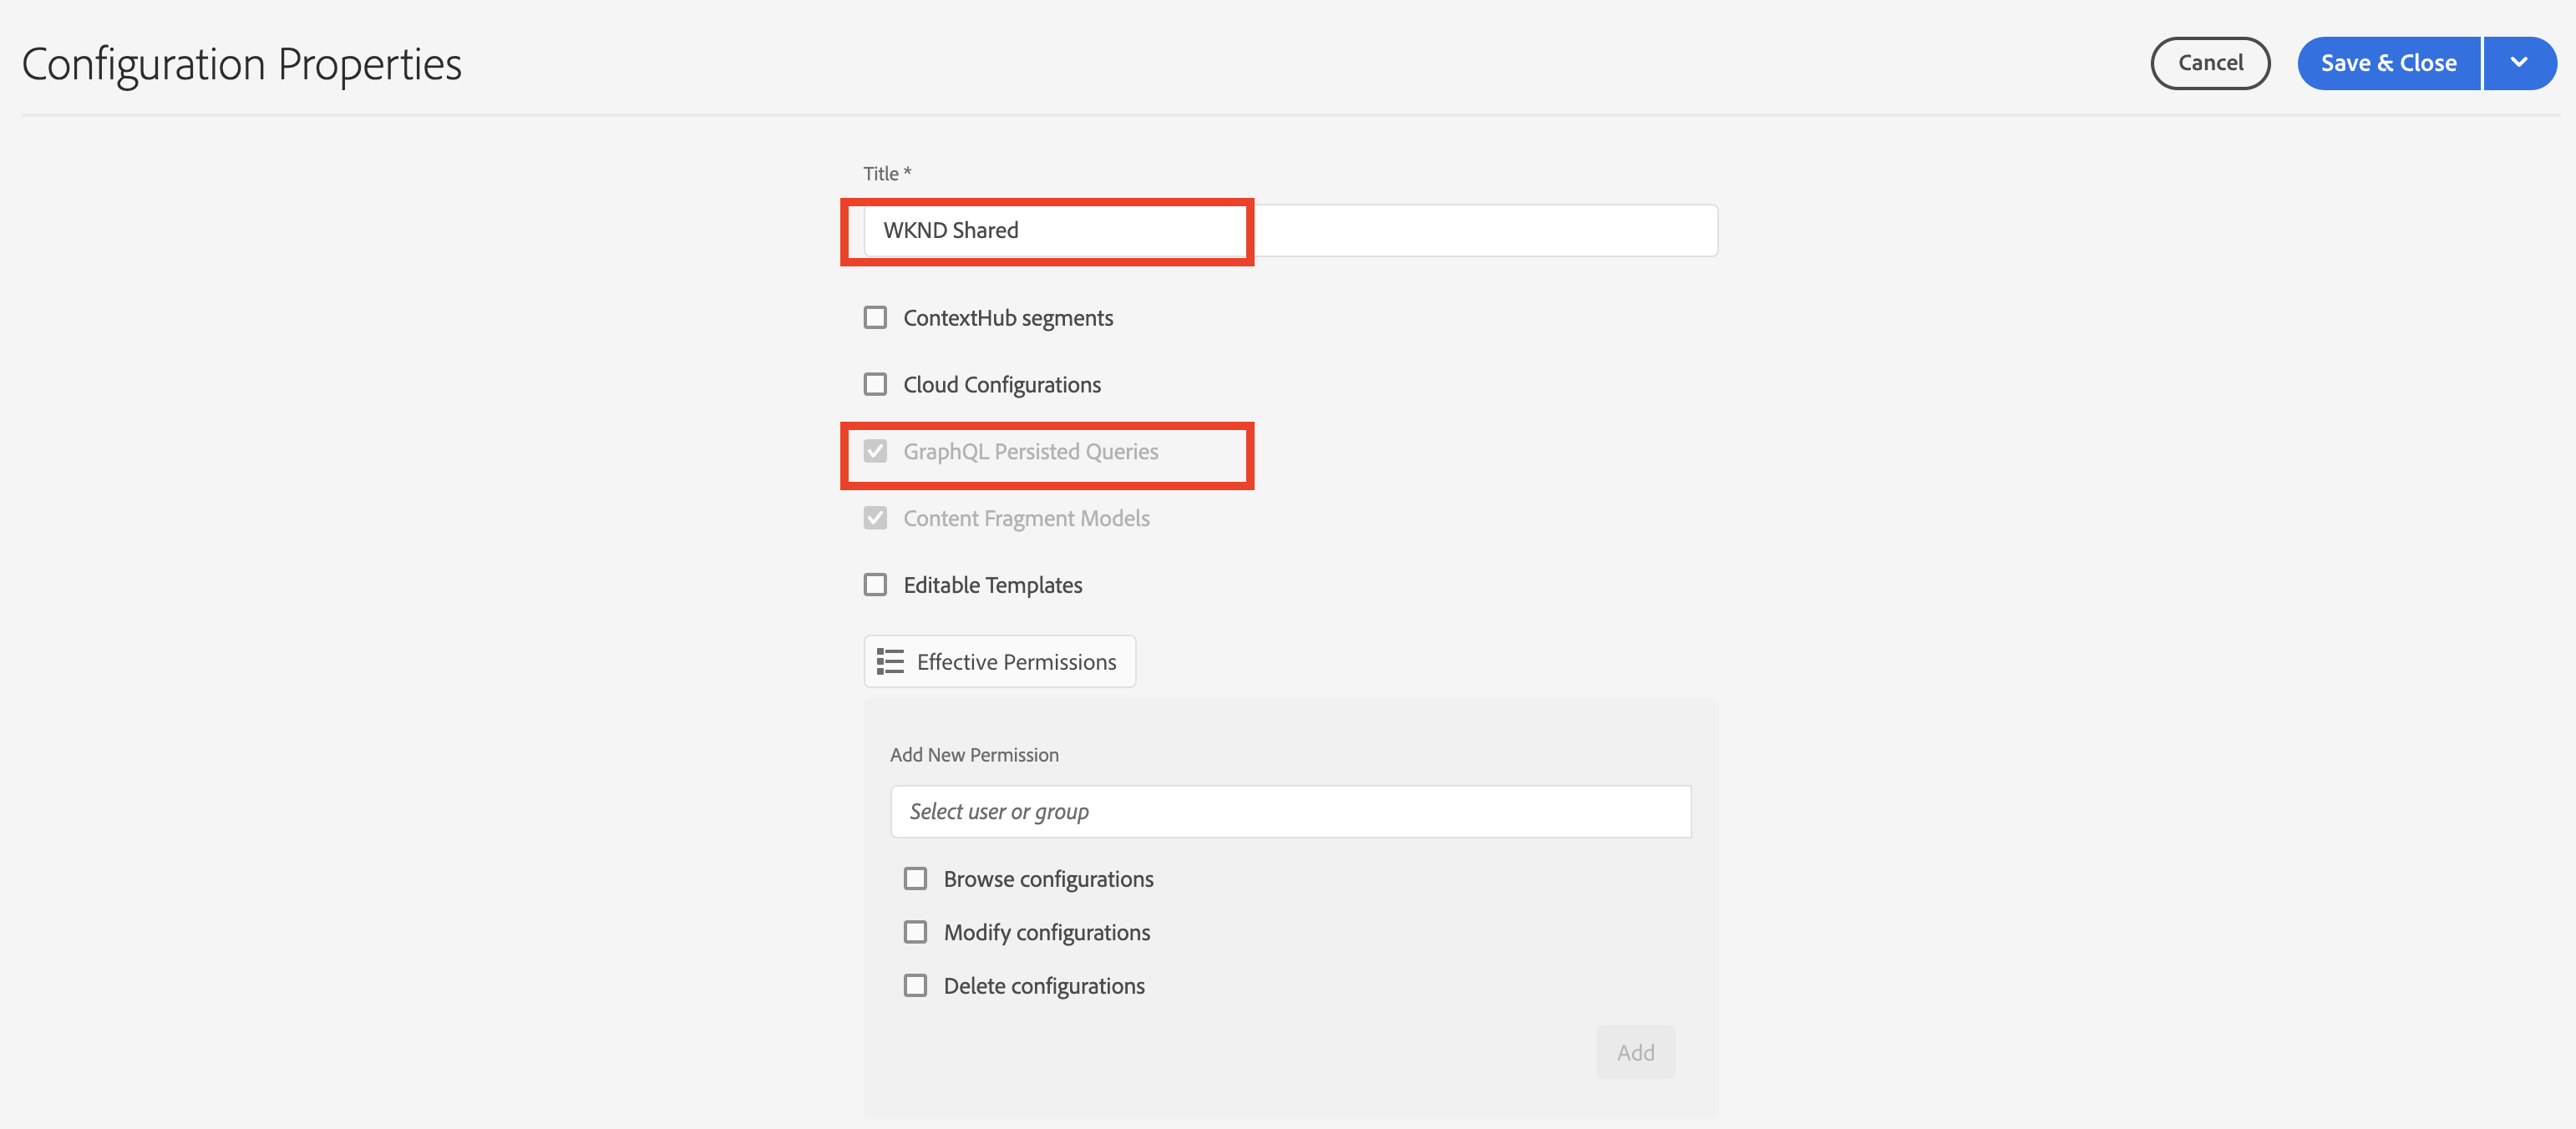 Configuration Properties
Cancel
Save & Close
Title *
WKND Shared
ContextHub segments
Cloud Configurations
GraphQL Persisted Queries
Content Fragment Models
Editable Templates
Effective Permissions
Add New Permission
Select user or group
Browse configurations
Modify configurations
Delete configurations
Add